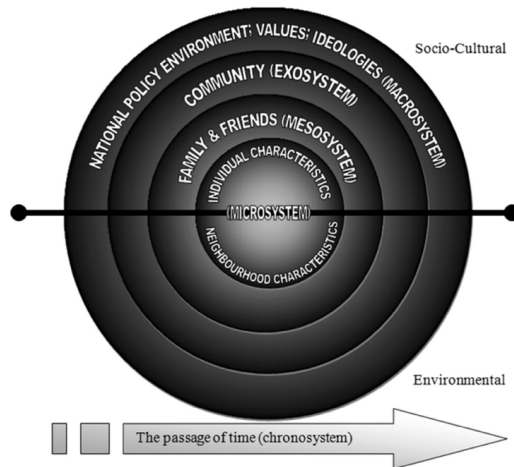 NATIONAL POLICY ENVIRONMENT; VALUES; IDEOLOGIES (MACROSYSTEM)
Socio-Cultural
COMMUNITY (EXOSYSTEM)
FAMILY & FRIENDS (MESOSYSTEM)
INDIVIDUAL CHARACTERISTICS
(MICROSYSTEM)
NEIGHBOURHOOD CHARACTERISTICS
Environmental
The passage of time (chronosystem)